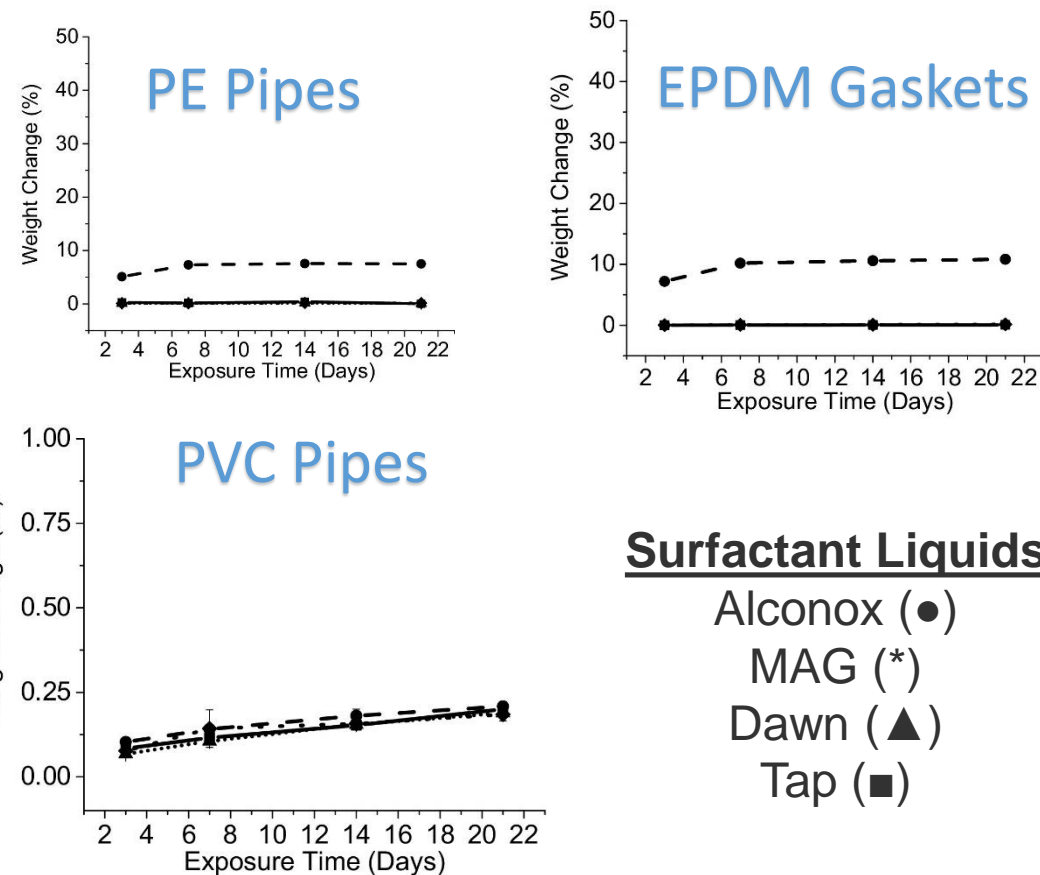 PE Pipes
Weight Change (%)
50
40
30
20
10
0
2 4 6 8 10 12 14 16 18 20 22
Exposure Time (Days)
EPDM Gaskets
Weight Change (%)
50
40
30
20
10
0
2 4 6 8 10 12 14 16 18 20 22
Exposure Time (Days)
PVC Pipes
1.00
0.75
0.50
0.25
0.00
2 4 6 8 10 12 14 16 18 20 22
Exposure Time (Days)
Surfactant Liquids
Alconox (●)
MAG (*)
Dawn (▲)
Tap (■)